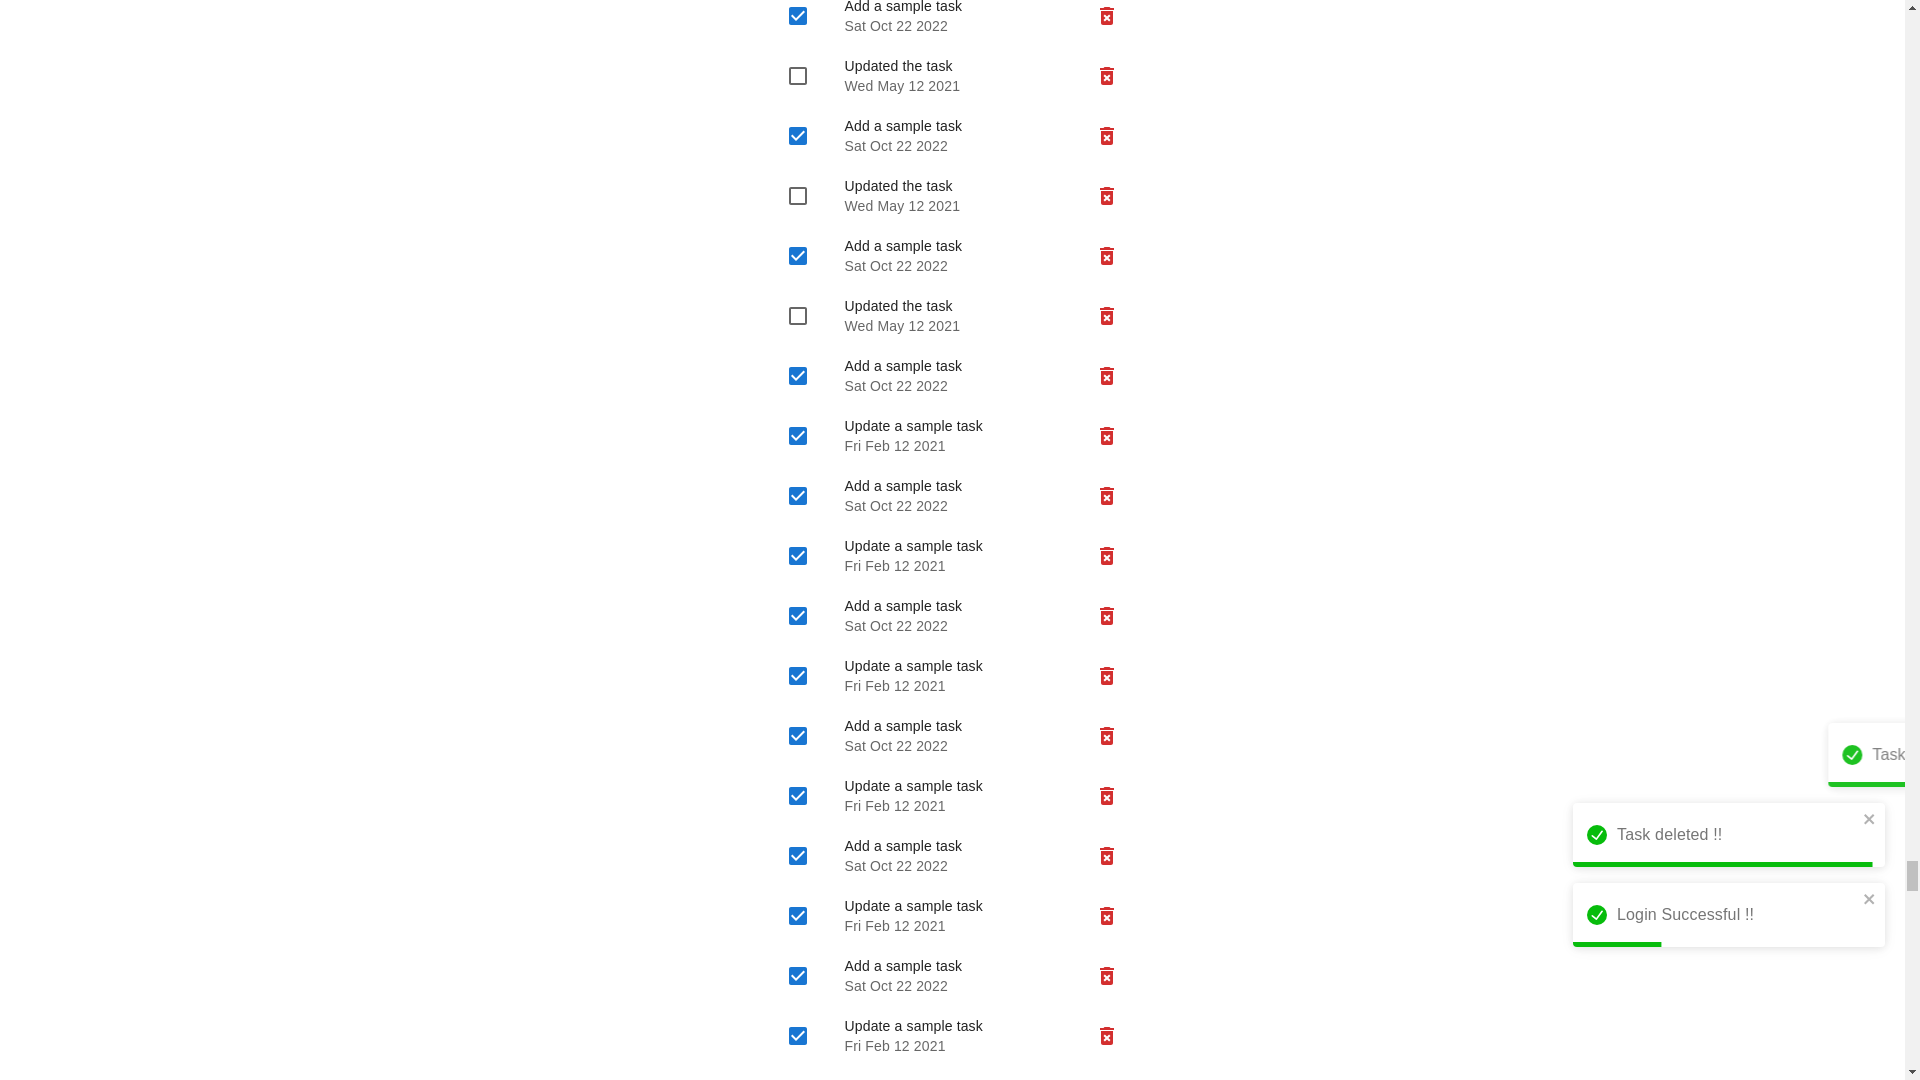 Add a sample task
Sat Oct 22 2022
Updated the task
Wed May 12 2021
Add a sample task
Sat Oct 22 2022
Updated the task
Wed May 12 2021
Add a sample task
Sat Oct 22 2022
Updated the task
Wed May 12 2021
Add a sample task
Sat Oct 22 2022
Update a sample task
Fri Feb 12 2021
Add a sample task
Sat Oct 22 2022
Update a sample task
Fri Feb 12 2021
Add a sample task
Sat Oct 22 2022
Update a sample task
Fri Feb 12 2021
Add a sample task
Sat Oct 22 2022
Update a sample task
Fri Feb 12 2021
Add a sample task
Sat Oct 22 2022
Update a sample task
Fri Feb 12 2021
Add a sample task
Sat Oct 22 2022
Update a sample task
Fri Feb 12 2021
Task
Task deleted !!
Login Successful !!